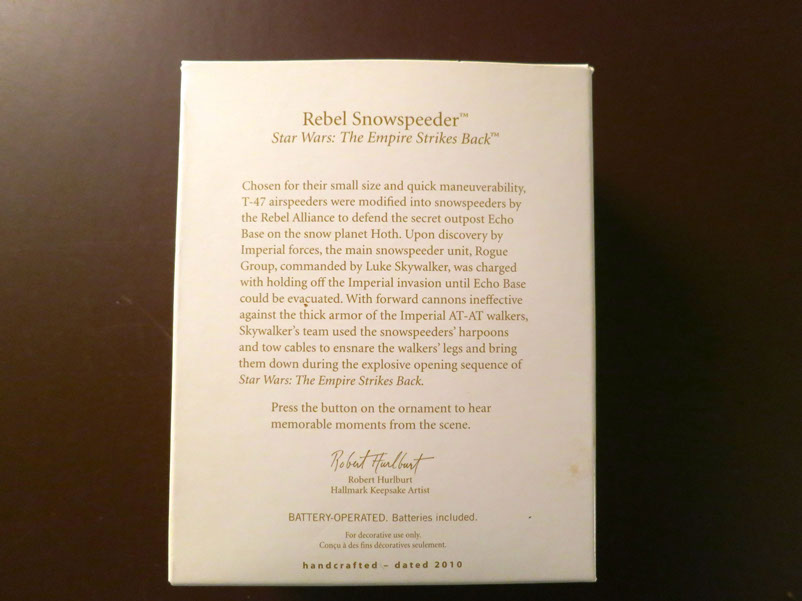 Rebel Snowspeeder™
Star Wars: The Empire Strikes Back™
Chosen for their small size and quick maneuverability,
T-47 airspeeders were modified into snowspeeders by
the Rebel Alliance to defend the secret outpost Echo
Base on the snow planet Hoth. Upon discovery by
Imperial forces, the main snowspeeder unit, Rogue
Group, commanded by Luke Skywalker, was charged
with holding off the Imperial invasion until Echo Base
could be evacuated. With forward cannons ineffective
against the thick armor of the Imperial AT-AT walkers,
Skywalker's team used the snowspeeders' harpoons
and tow cables to ensnare the walkers' legs and bring
them down during the explosive opening sequence of
Star Wars: The Empire Strikes Back.
Press the button on the ornament to hear
memorable moments from the scene.
Robert Hurlburt
Robert Hurlburt
Hallmark Keepsake Artist
BATTERY-OPERATED. Batteries included.
For decorative use only.
Conçu à des fins décoratives seulement.
handcrafted – dated 2010